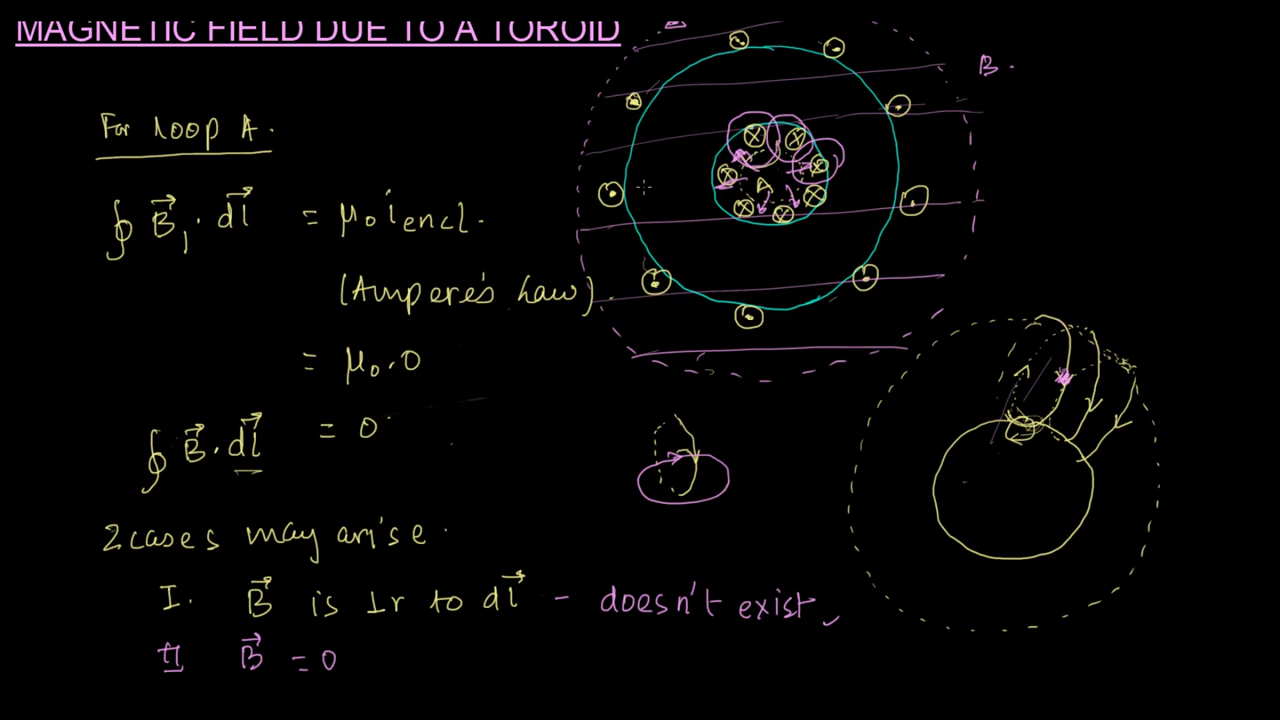 MAGNETIC FIELD DUE TO A TOROID
B.
For loop A.
A
∮ B⃗₁ · dl⃗ = μ₀ i encl.
(Ampere's Law).
= μ₀ · 0
A
∮ B⃗ · dl⃗ = 0
2 cases may arise.
I. B⃗ is ⊥r to dl⃗ – doesn't exist
II B⃗ = 0